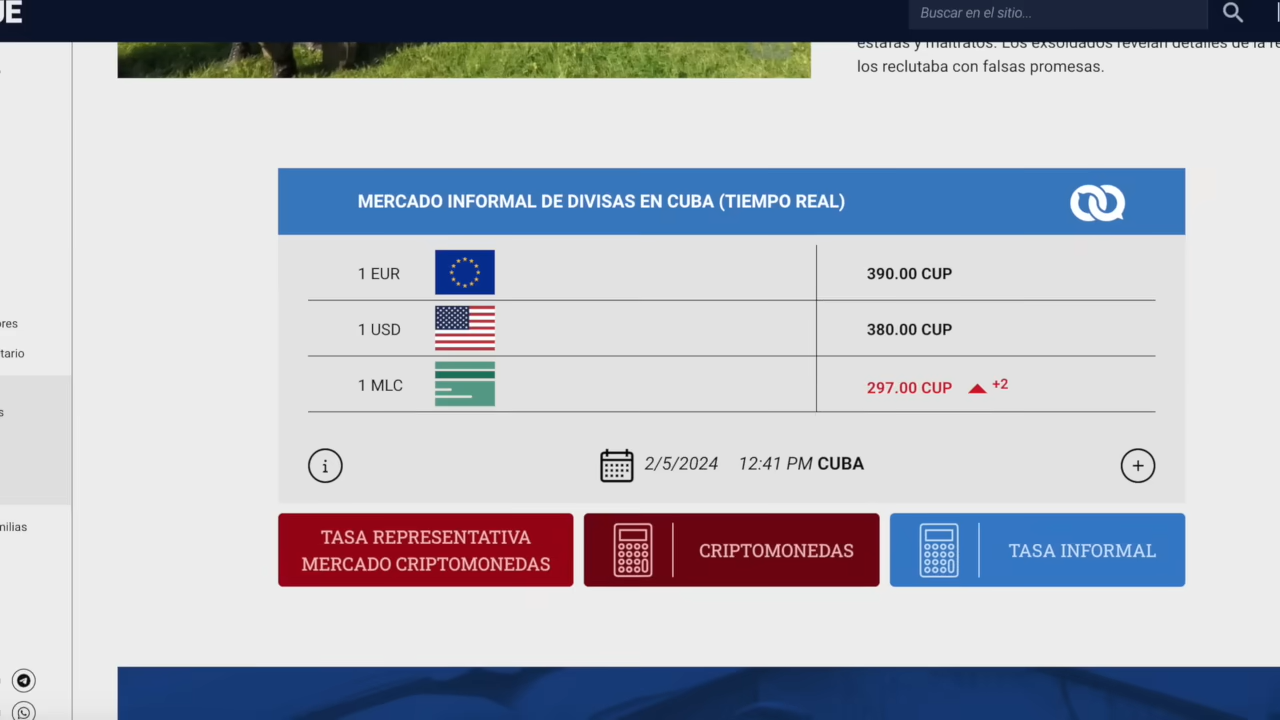 UE
Buscar en el sitio...
estafas y maltratos. Los exsoldados revelan detalles de la
los reclutaba con falsas promesas.
MERCADO INFORMAL DE DIVISAS EN CUBA (TIEMPO REAL)
1 EUR 390.00 CUP
1 USD 380.00 CUP
1 MLC 297.00 CUP +2
2/5/2024 12:41 PM CUBA
TASA REPRESENTATIVA
MERCADO CRIPTOMONEDAS
CRIPTOMONEDAS
TASA INFORMAL
ores
tario
s
milias